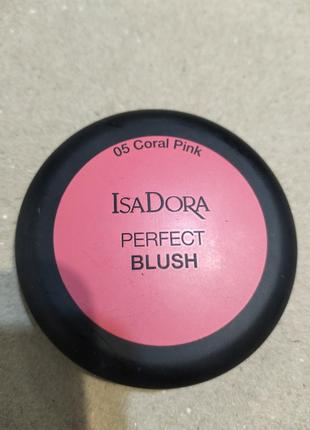 05 Coral Pink
ISADORA
PERFECT
BLUSH